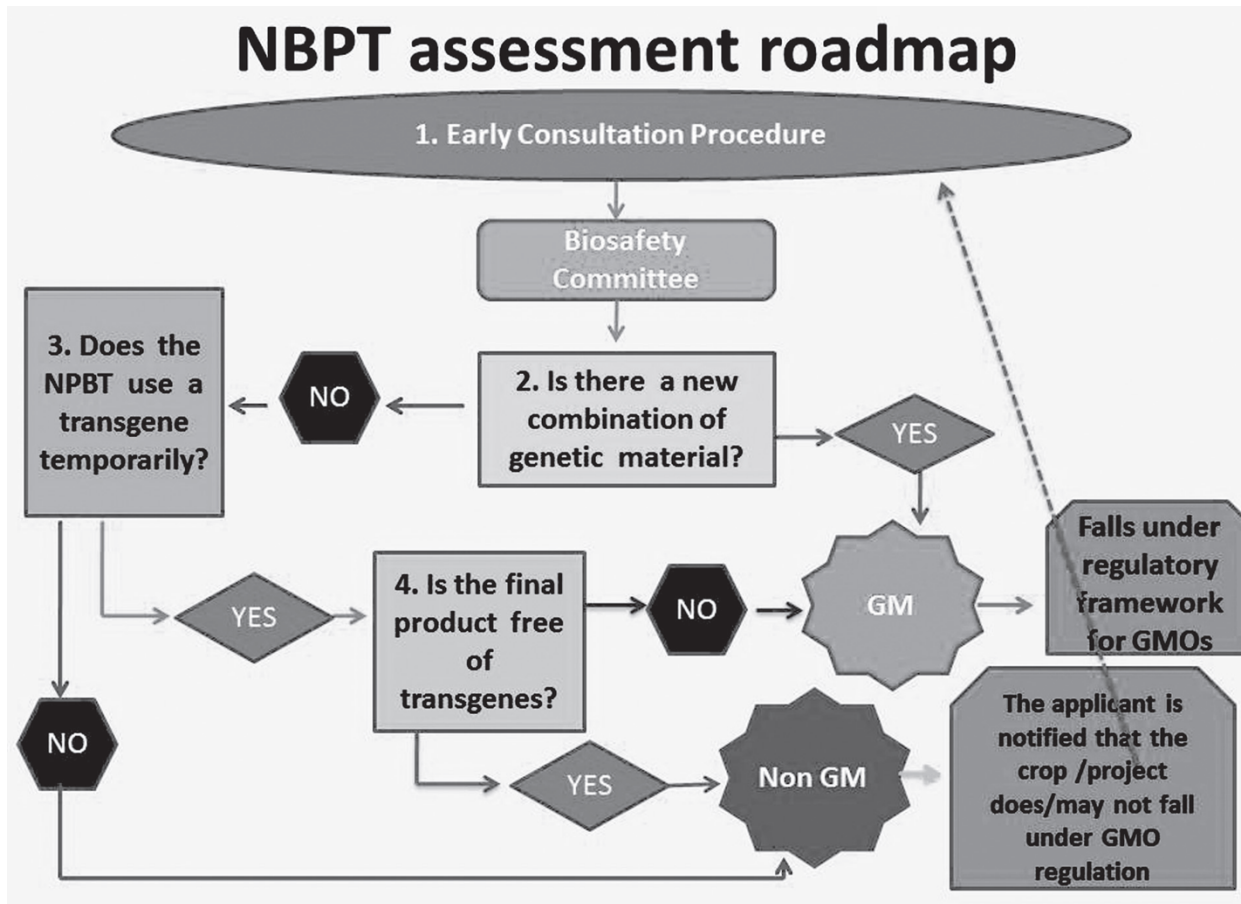 NBPT assessment roadmap
1. Early Consultation Procedure
Biosafety
Committee
2. Is there a new
combination of
genetic material?
NO
3. Does the
NPBT use a
transgene
temporarily?
YES
YES
4. Is the final
product free
of
transgenes?
NO
GM
Falls under
regulatory
framework
for GMOs
NO
YES
Non GM
The applicant is
notified that the
crop /project
does/may not fall
under GMO
regulation